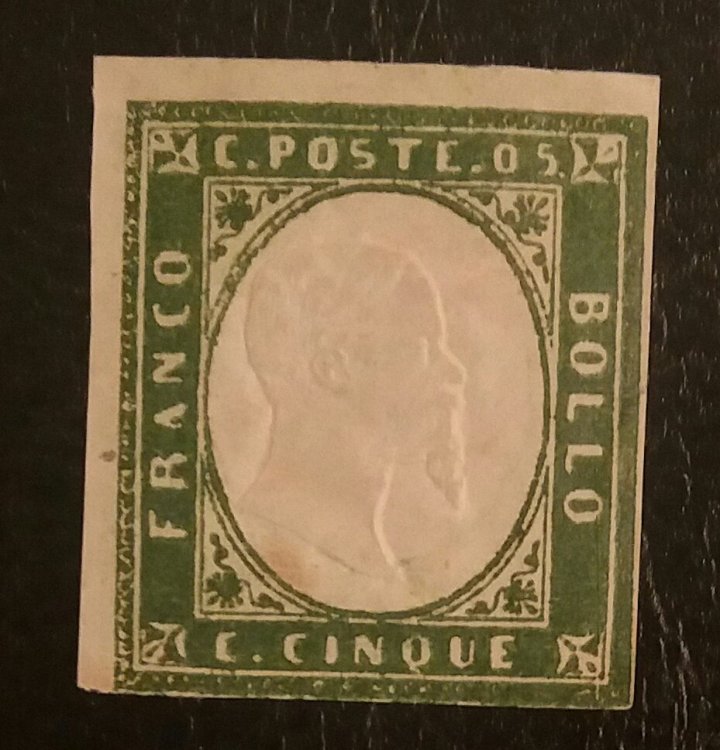 C. POSTE. 05.
FRANCO
BOLLO
C. CINQUE